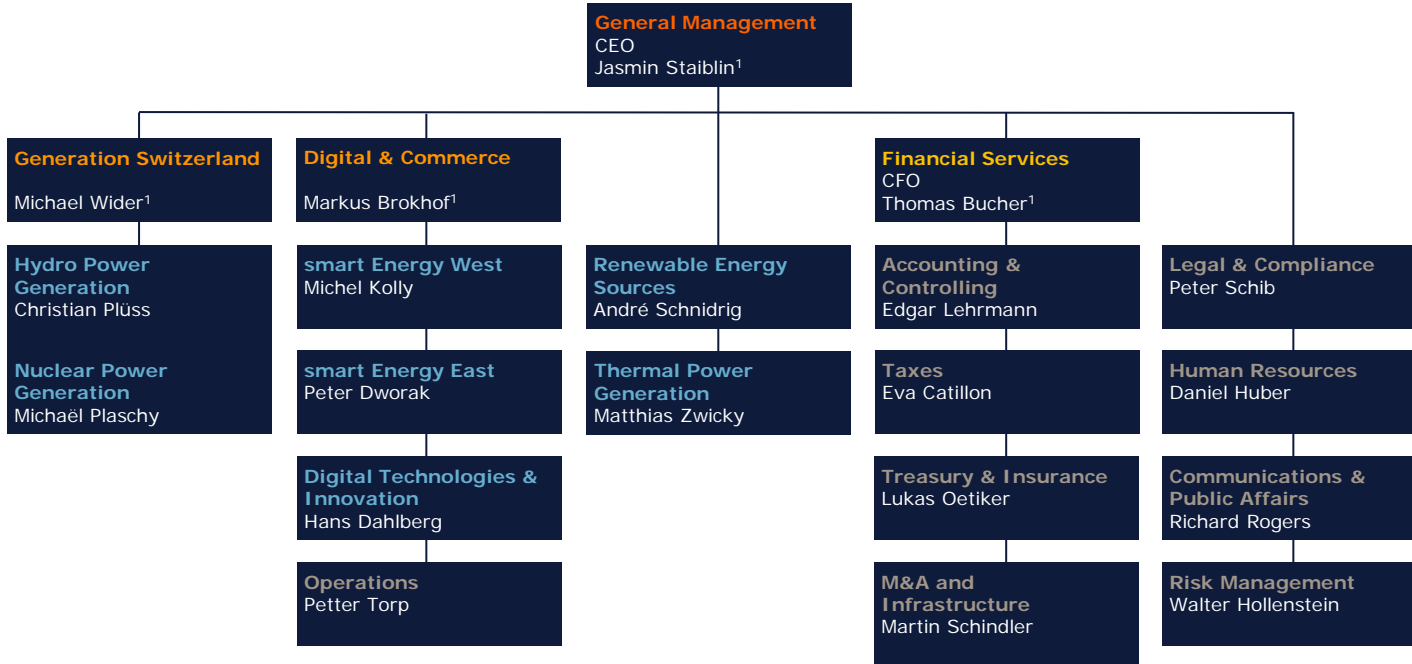 General Management
CEO
Jasmin Staiblin¹
Generation Switzerland
Michael Wider¹
Digital & Commerce
Markus Brokhof¹
Financial Services
CFO
Thomas Bucher¹
Hydro Power
Generation
Christian Plüss
Nuclear Power
Generation
Michaël Plaschy
smart Energy West
Michel Kolly
smart Energy East
Peter Dworak
Digital Technologies &
Innovation
Hans Dahlberg
Operations
Petter Torp
Renewable Energy
Sources
André Schnidrig
Thermal Power
Generation
Matthias Zwicky
Accounting &
Controlling
Edgar Lehrmann
Taxes
Eva Catillon
Treasury & Insurance
Lukas Oetiker
M&A and
Infrastructure
Martin Schindler
Legal & Compliance
Peter Schib
Human Resources
Daniel Huber
Communications &
Public Affairs
Richard Rogers
Risk Management
Walter Hollenstein